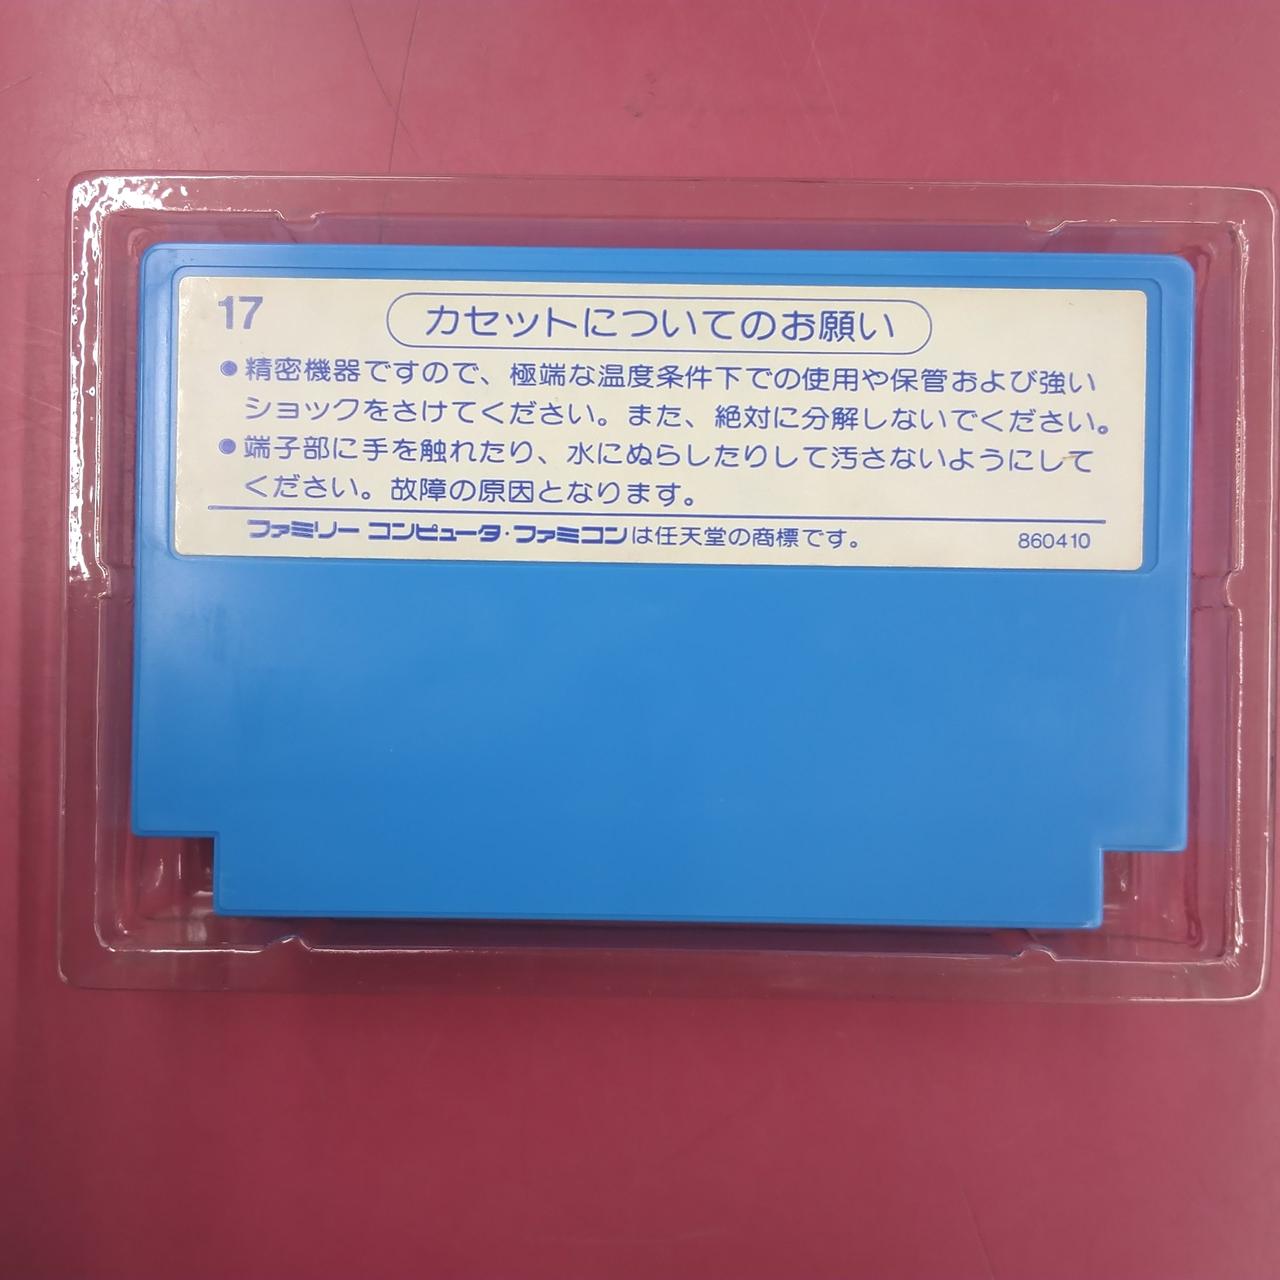 17
カセットについてのお願い
●精密機器ですので、極端な温度条件下での使用や保管および強い
ショックをさけてください。また、絶対に分解しないでください。
●端子部に手を触れたり、水にぬらしたりして汚さないようにして
ください。故障の原因となります。
ファミリー コンピュータ・ファミコンは任天堂の商標です。 860410